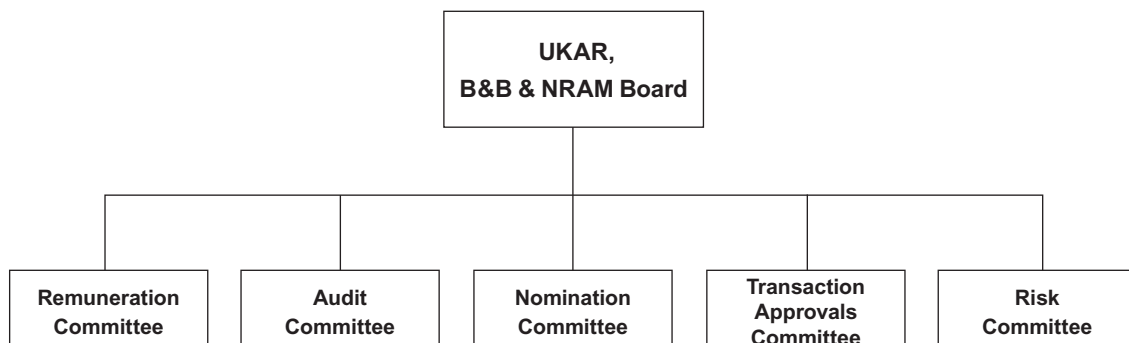 UKAR,
B&B & NRAM Board
Remuneration
Committee
Audit
Committee
Nomination
Committee
Transaction
Approvals
Committee
Risk
Committee